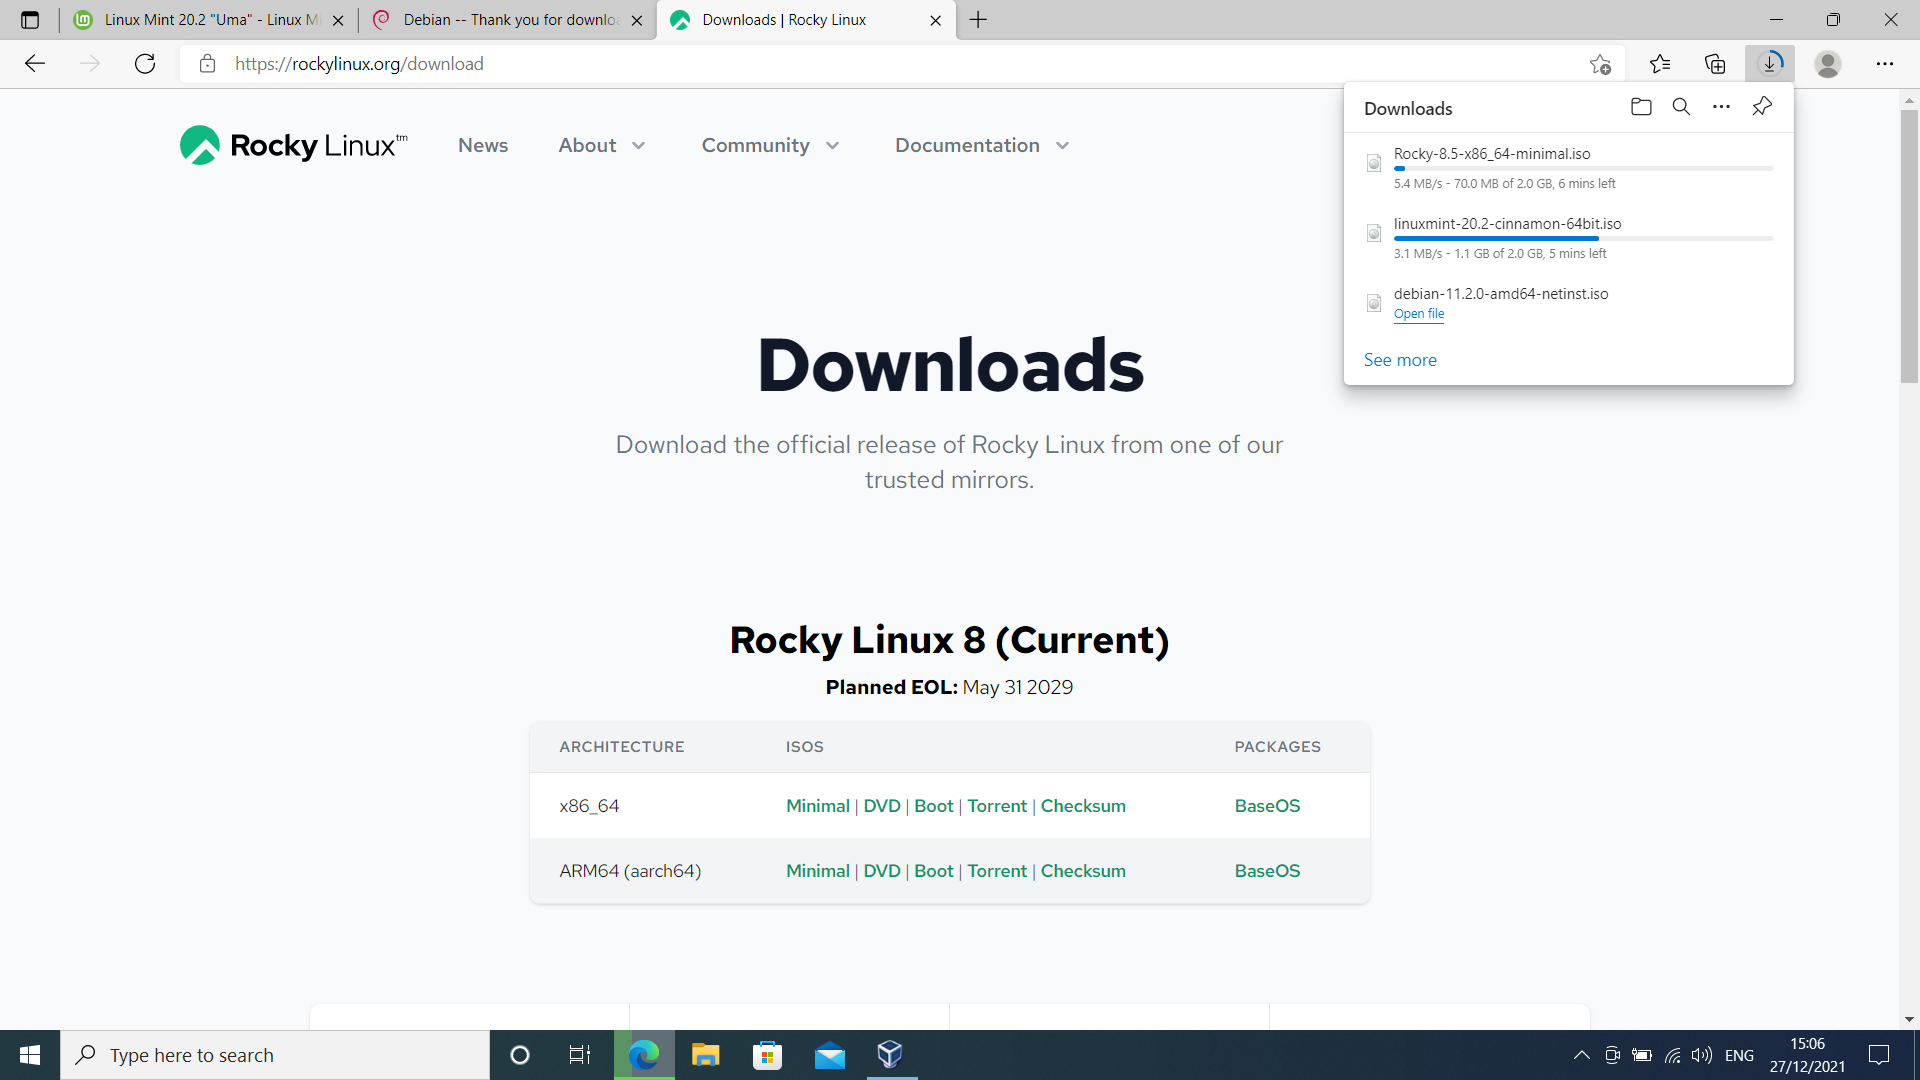 Linux Mint 20.2 "Uma" - Linux M
Debian -- Thank you for downlo
Downloads | Rocky Linux
https://rockylinux.org/download
Downloads
Rocky-8.5-x86_64-minimal.iso
5.4 MB/s - 70.0 MB of 2.0 GB, 6 mins left
linuxmint-20.2-cinnamon-64bit.iso
3.1 MB/s - 1.1 GB of 2.0 GB, 5 mins left
debian-11.2.0-amd64-netinst.iso
Open file
See more
Rocky Linux™
News
About
Community
Documentation
Downloads
Download the official release of Rocky Linux from one of our
trusted mirrors.
Rocky Linux 8 (Current)
Planned EOL: May 31 2029
ARCHITECTURE ISOS PACKAGES
x86_64 Minimal | DVD | Boot | Torrent | Checksum BaseOS
ARM64 (aarch64) Minimal | DVD | Boot | Torrent | Checksum BaseOS
Type here to search
ENG
15:06
27/12/2021